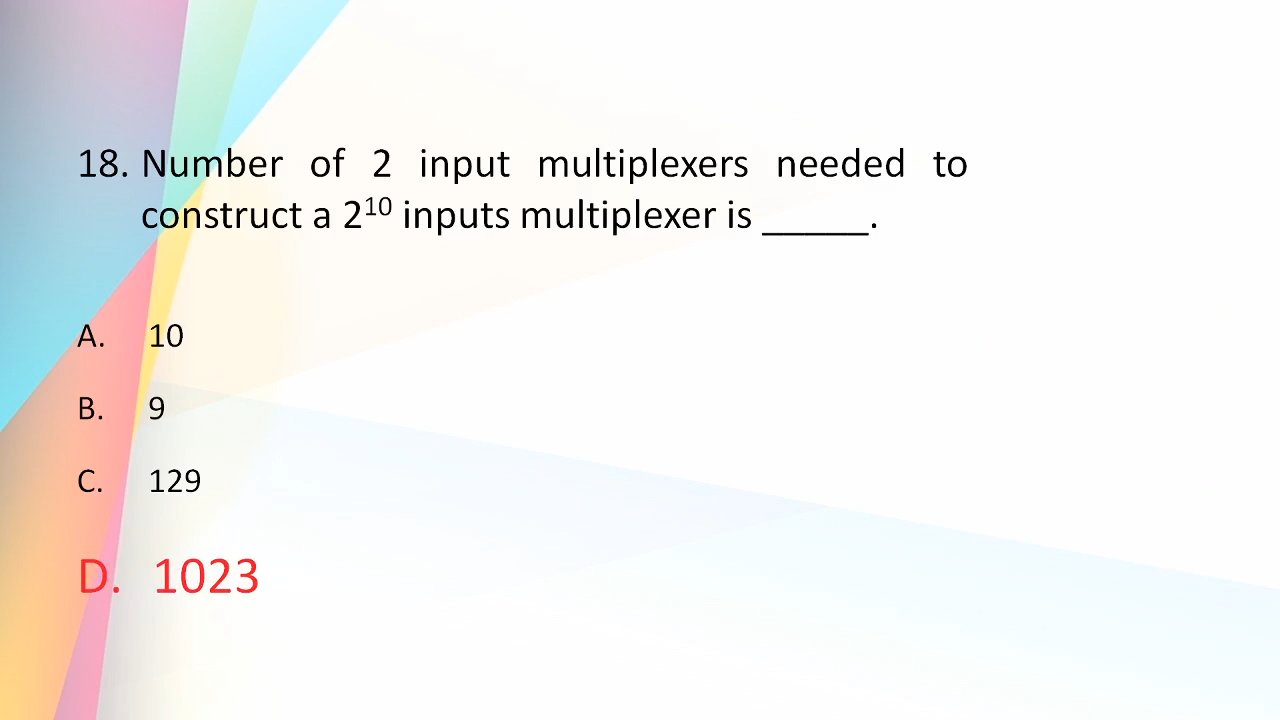 18. Number of 2 input multiplexers needed to
construct a 2¹⁰ inputs multiplexer is _____.
A. 10
B. 9
C. 129
D. 1023